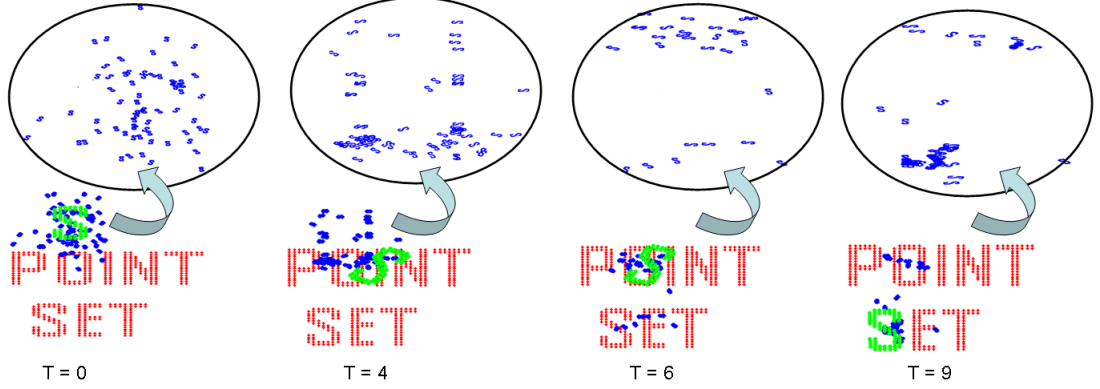 S
POINT
SET
T = 0
POINT
S
SET
T = 4
POINT
S
SET
T = 6
POINT
SET
T = 9